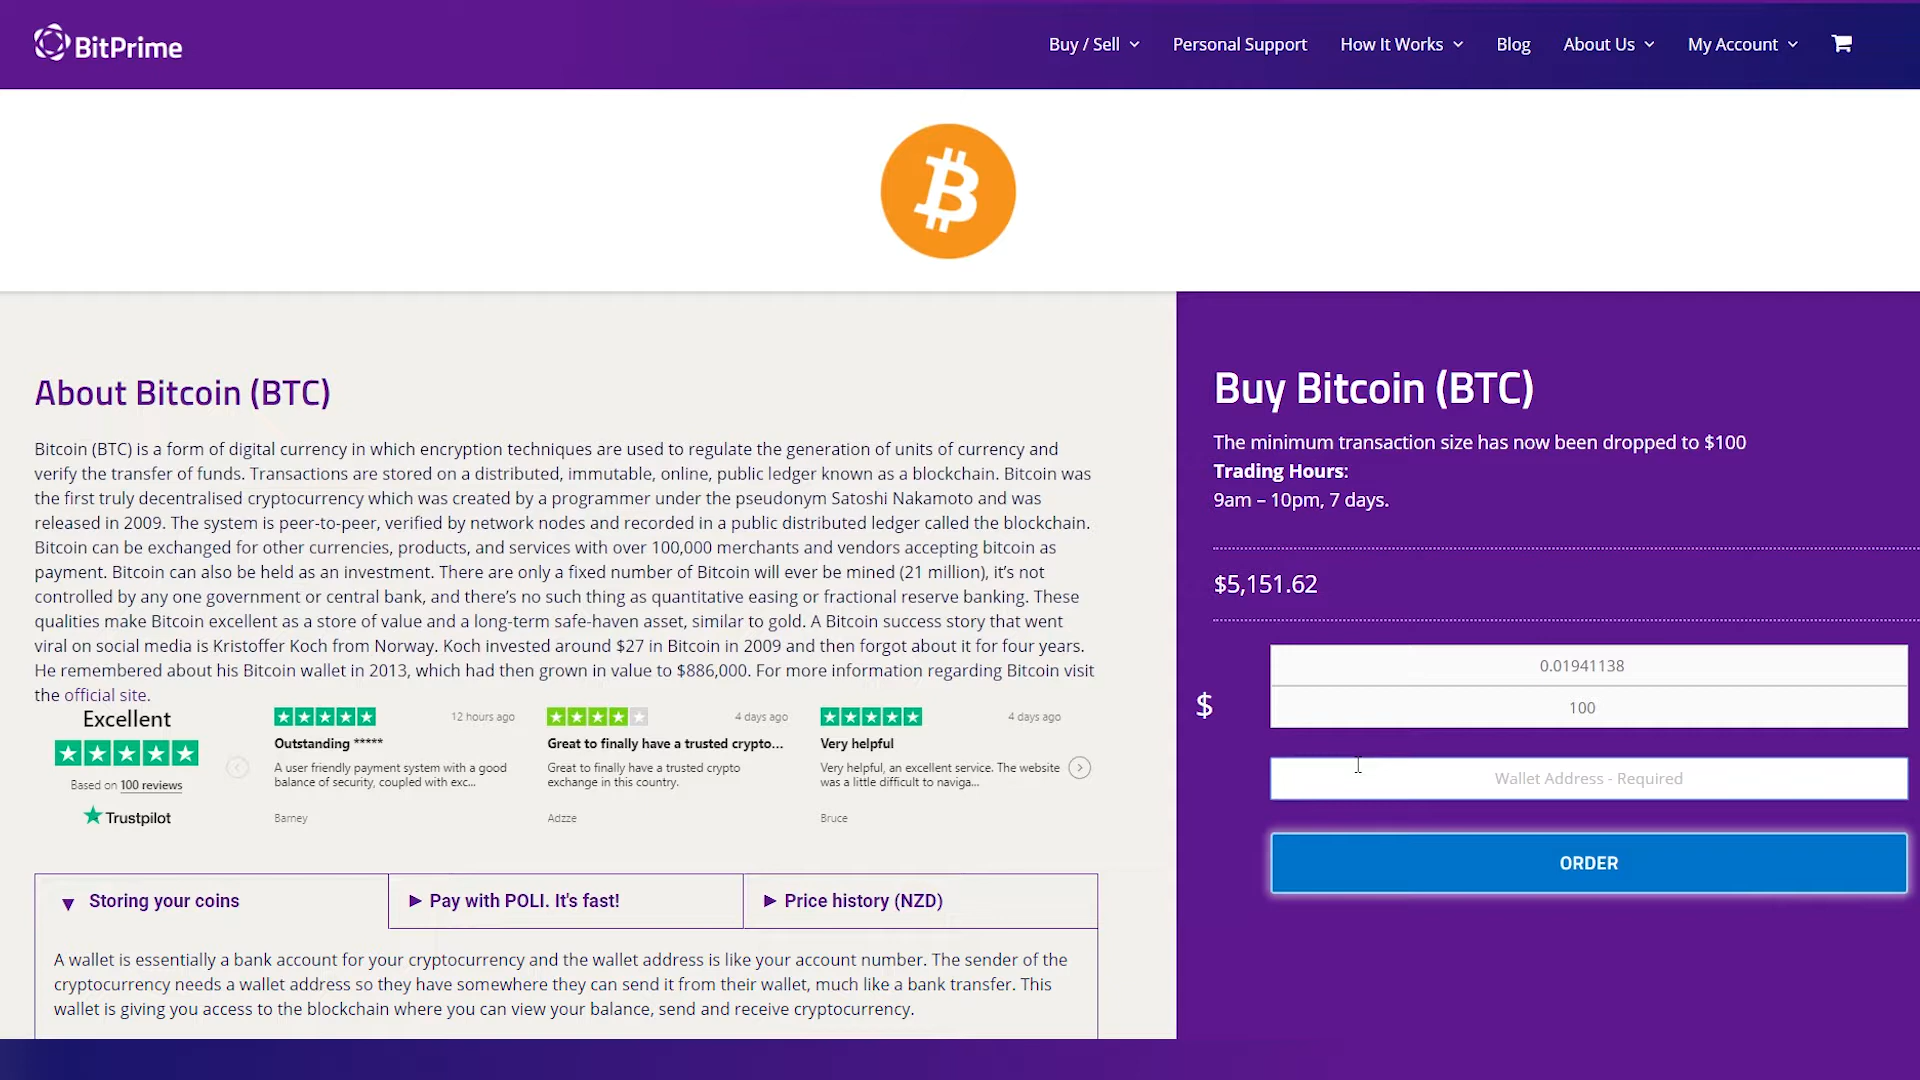 BitPrime
Buy / Sell
Personal Support
How It Works
Blog
About Us
My Account
About Bitcoin (BTC)
Bitcoin (BTC) is a form of digital currency in which encryption techniques are used to regulate the generation of units of currency and
verify the transfer of funds. Transactions are stored on a distributed, immutable, online, public ledger known as a blockchain. Bitcoin was
the first truly decentralised cryptocurrency which was created by a programmer under the pseudonym Satoshi Nakamoto and was
released in 2009. The system is peer-to-peer, verified by network nodes and recorded in a public distributed ledger called the blockchain.
Bitcoin can be exchanged for other currencies, products, and services with over 100,000 merchants and vendors accepting bitcoin as
payment. Bitcoin can also be held as an investment. There are only a fixed number of Bitcoin will ever be mined (21 million), it's not
controlled by any one government or central bank, and there's no such thing as quantitative easing or fractional reserve banking. These
qualities make Bitcoin excellent as a store of value and a long-term safe-haven asset, similar to gold. A Bitcoin success story that went
viral on social media is Kristoffer Koch from Norway. Koch invested around $27 in Bitcoin in 2009 and then forgot about it for four years.
He remembered about his Bitcoin wallet in 2013, which had then grown in value to $886,000. For more information regarding Bitcoin visit
the official site.
Excellent
Based on 100 reviews
Trustpilot
12 hours ago
Outstanding *****
A user friendly payment system with a good
balance of security, coupled with exc...
Barney
4 days ago
Great to finally have a trusted crypto...
Great to finally have a trusted crypto
exchange in this country.
Adzze
4 days ago
Very helpful
Very helpful, an excellent service. The website
was a little difficult to naviga...
Bruce
Storing your coins
Pay with POLI. It's fast!
Price history (NZD)
A wallet is essentially a bank account for your cryptocurrency and the wallet address is like your account number. The sender of the
cryptocurrency needs a wallet address so they have somewhere they can send it from their wallet, much like a bank transfer. This
wallet is giving you access to the blockchain where you can view your balance, send and receive cryptocurrency.
Buy Bitcoin (BTC)
The minimum transaction size has now been dropped to $100
Trading Hours:
9am – 10pm, 7 days.
$5,151.62
0.01941138
$
100
Wallet Address - Required
ORDER